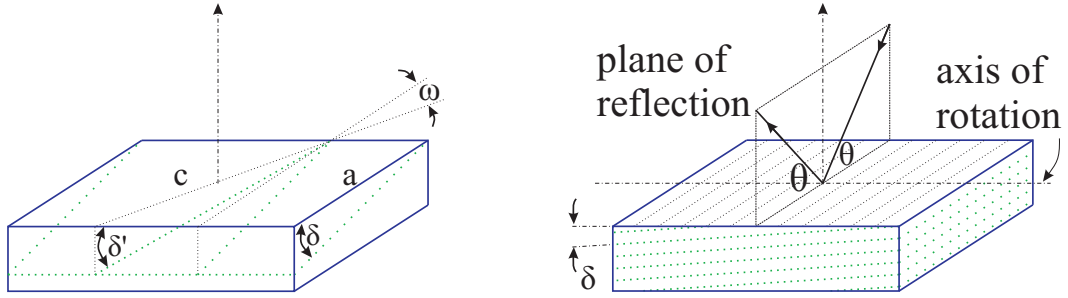 ω
c
a
δ'
δ
plane of
reflection
axis of
rotation
θ
θ
δ